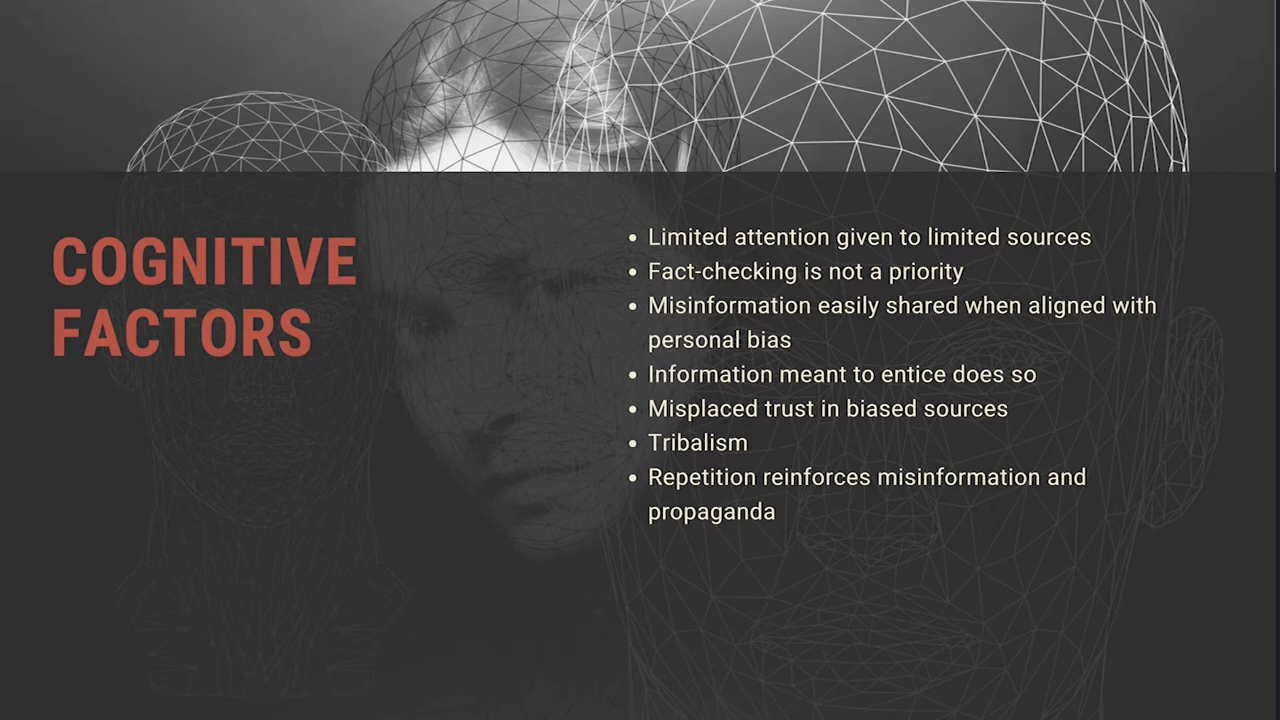 COGNITIVE
FACTORS
• Limited attention given to limited sources
• Fact-checking is not a priority
• Misinformation easily shared when aligned with
personal bias
• Information meant to entice does so
• Misplaced trust in biased sources
• Tribalism
• Repetition reinforces misinformation and
propaganda